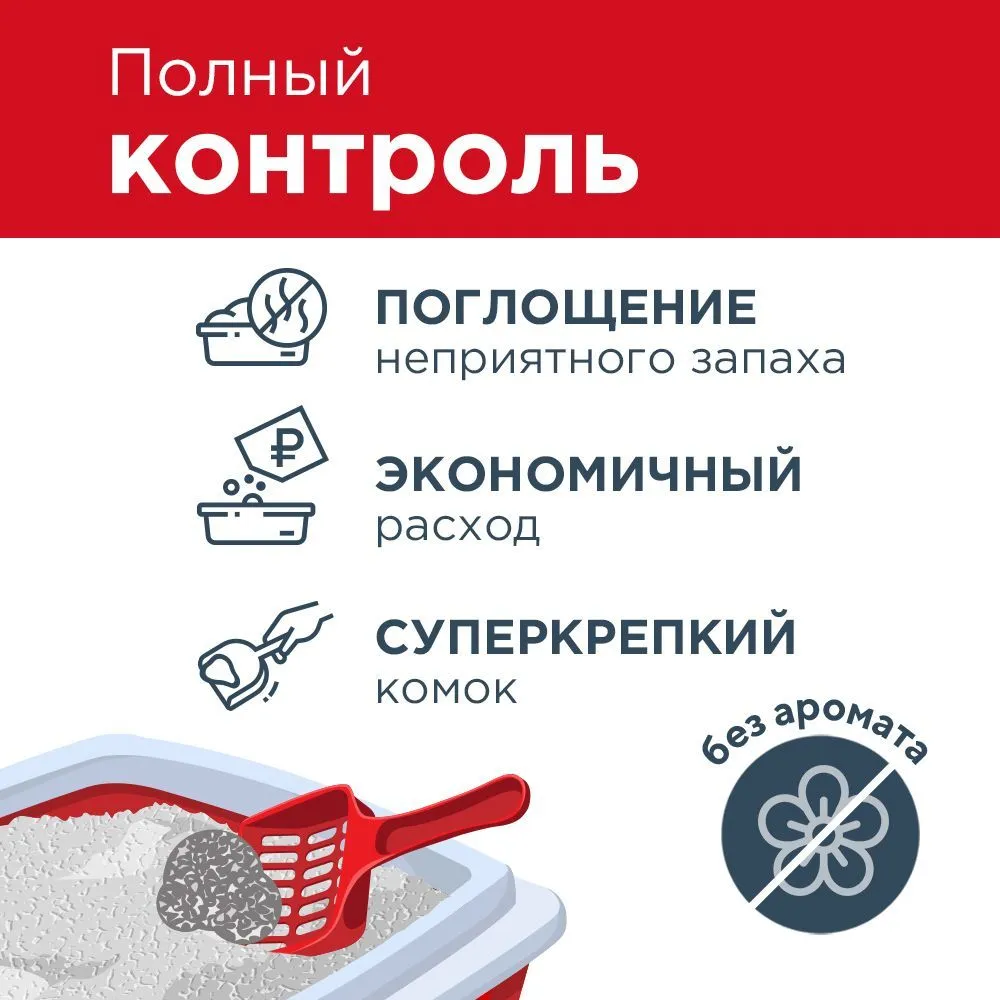 Полный
контроль
ПОГЛОЩЕНИЕ
неприятного запаха
₽
ЭКОНОМИЧНЫЙ
расход
СУПЕРКРЕПКИЙ
комок
без аромата